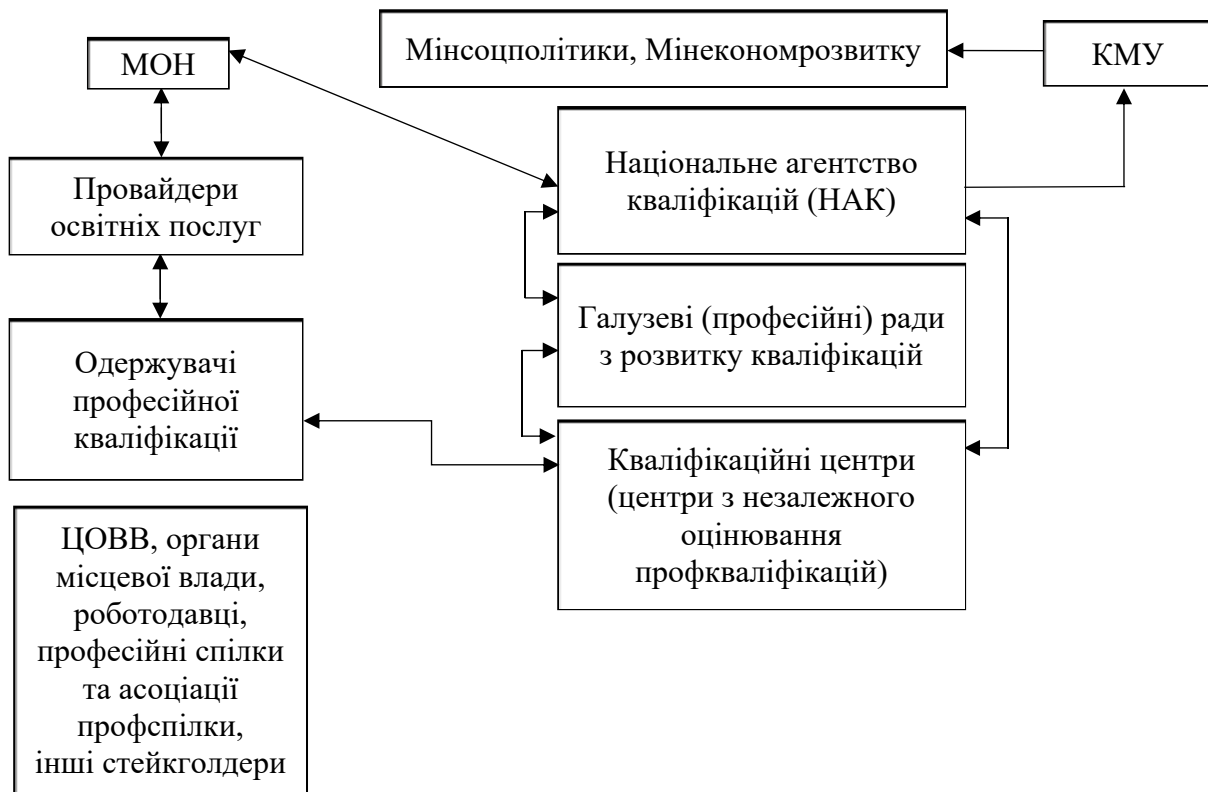 МОН
Мінсоцполітики, Мінекономрозвитку
КМУ
Провайдери
освітніх послуг
Національне агентство
кваліфікацій (НАК)
Одержувачі
професійної
кваліфікації
Галузеві (професійні) ради
з розвитку кваліфікацій
Кваліфікаційні центри
(центри з незалежного
оцінювання
профкваліфікацій)
ЦОВВ, органи
місцевої влади,
роботодавці,
професійні спілки
та асоціації
профспілки,
інші стейкголдери